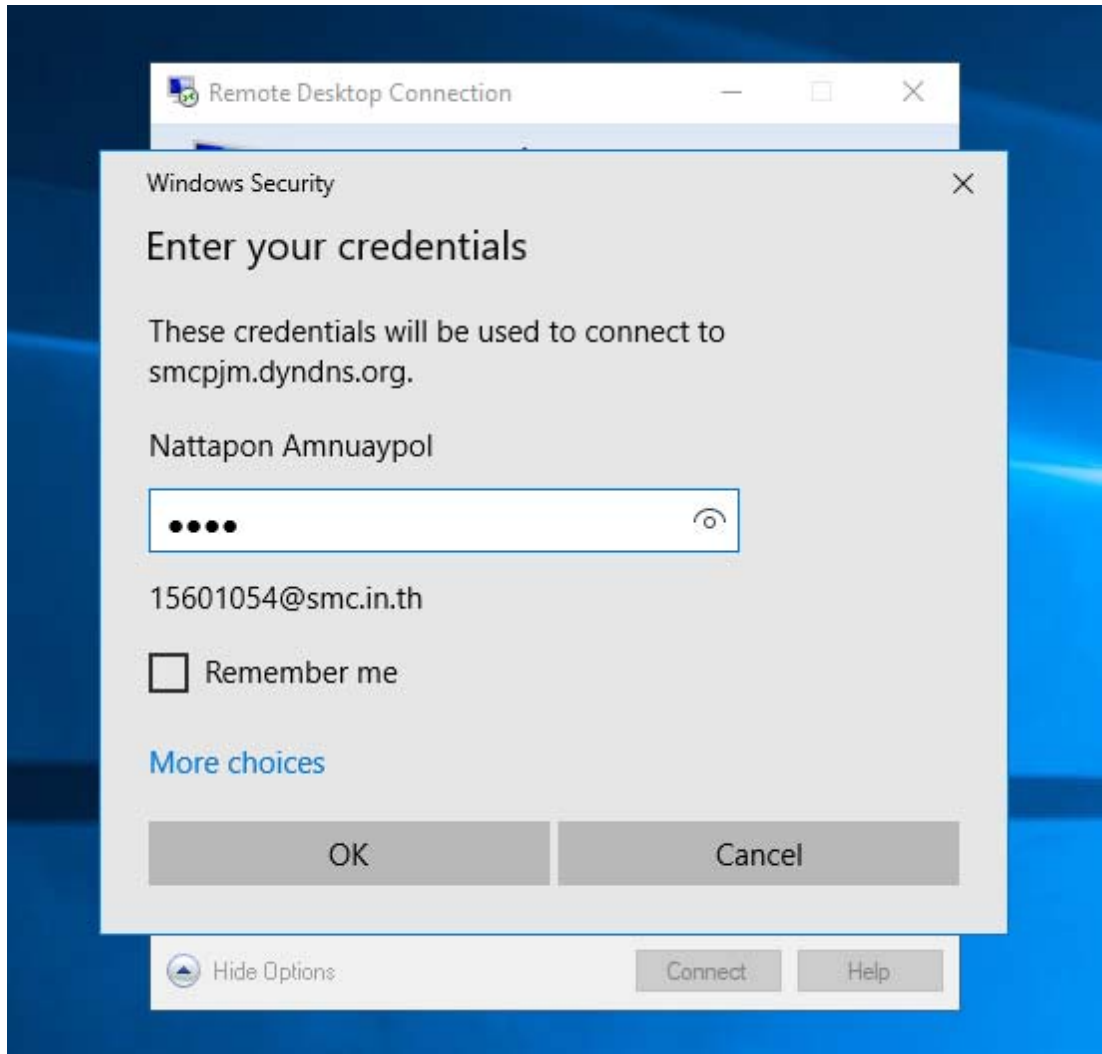 Remote Desktop Connection
Windows Security
Enter your credentials
These credentials will be used to connect to
smcpjm.dyndns.org.
Nattapon Amnuaypol
●●●●
15601054@smc.in.th
Remember me
More choices
OK Cancel
Hide Options Connect Help